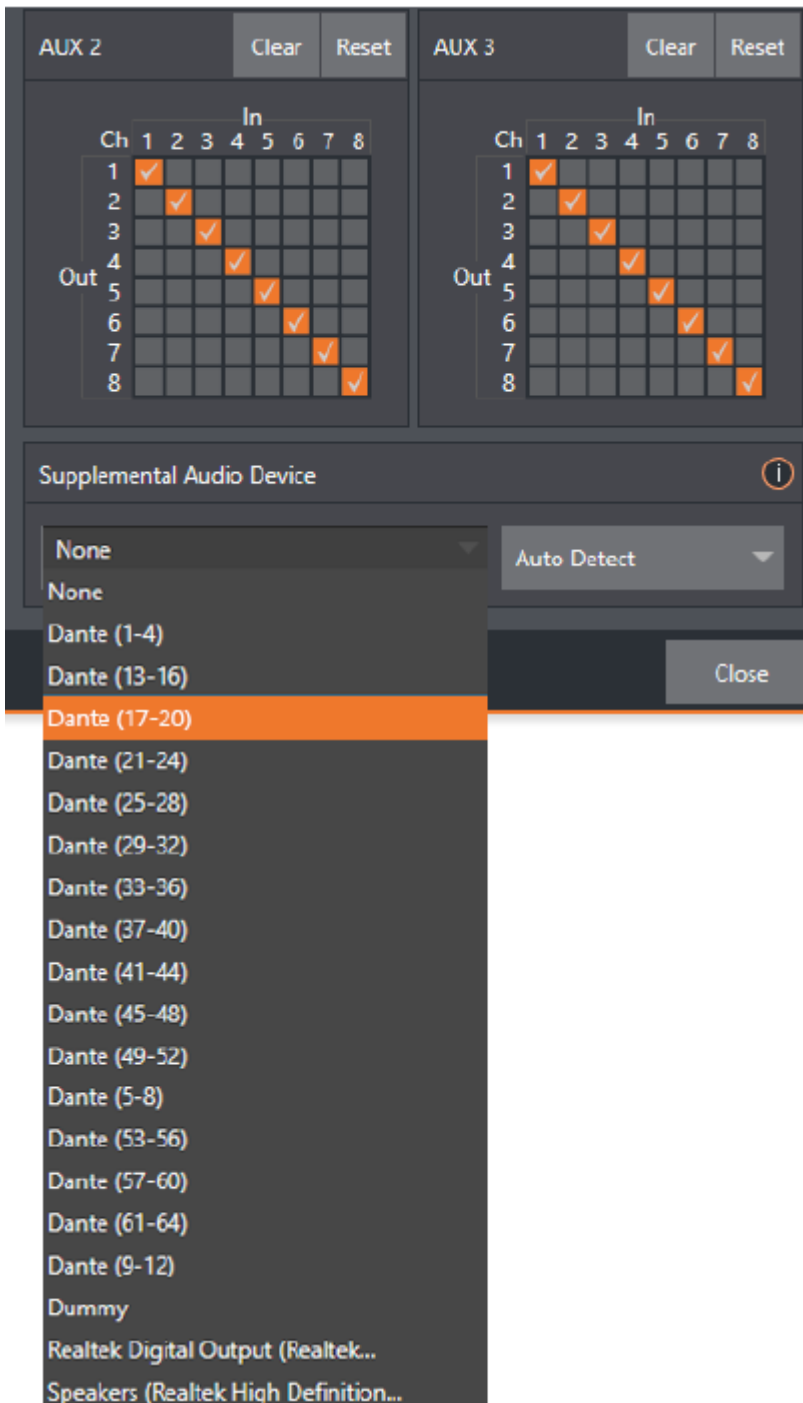 AUX 2 Clear Reset
In
Ch 1 2 3 4 5 6 7 8
1
2
3
4
Out
5
6
7
8
AUX 3 Clear Reset
In
Ch 1 2 3 4 5 6 7 8
1
2
3
4
Out
5
6
7
8
Supplemental Audio Device i
None Auto Detect
None
Dante (1-4)
Dante (13-16) Close
Dante (17-20)
Dante (21-24)
Dante (25-28)
Dante (29-32)
Dante (33-36)
Dante (37-40)
Dante (41-44)
Dante (45-48)
Dante (49-52)
Dante (5-8)
Dante (53-56)
Dante (57-60)
Dante (61-64)
Dante (9-12)
Dummy
Realtek Digital Output (Realtek...
Speakers (Realtek High Definition...